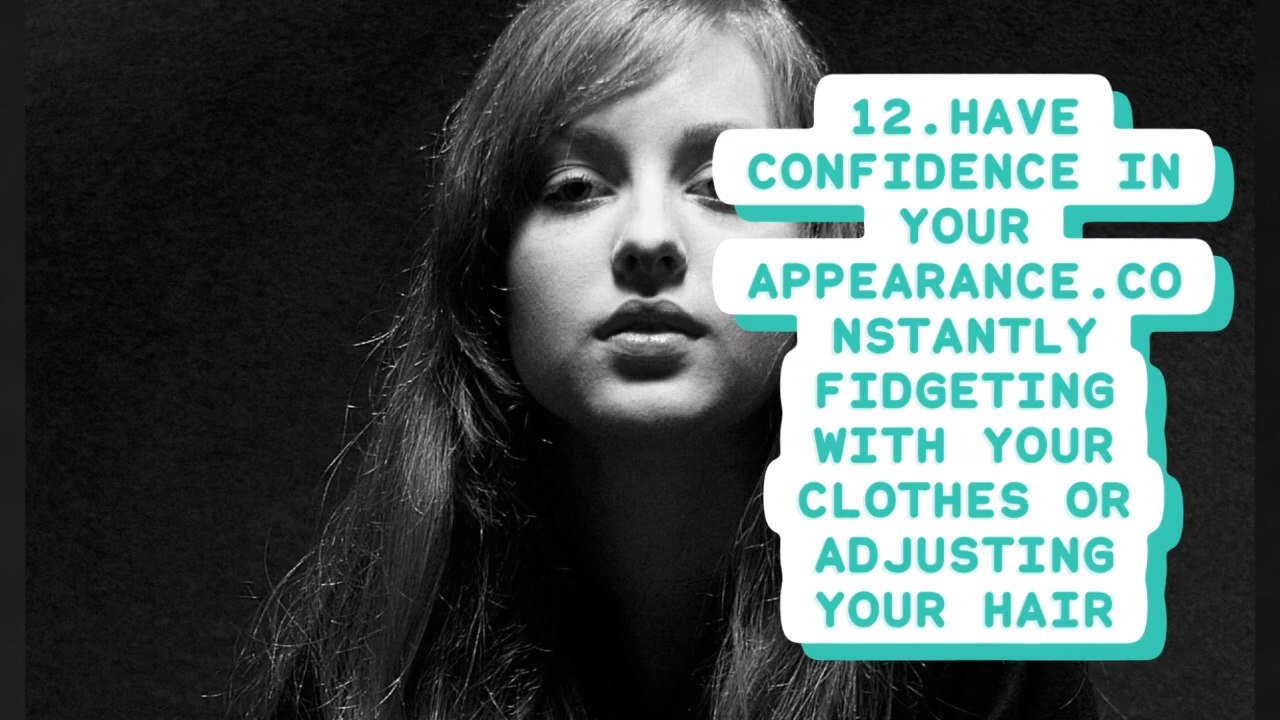 12.HAVE
CONFIDENCE IN
YOUR
APPEARANCE.CO
NSTANTLY
FIDGETING
WITH YOUR
CLOTHES OR
ADJUSTING
YOUR HAIR